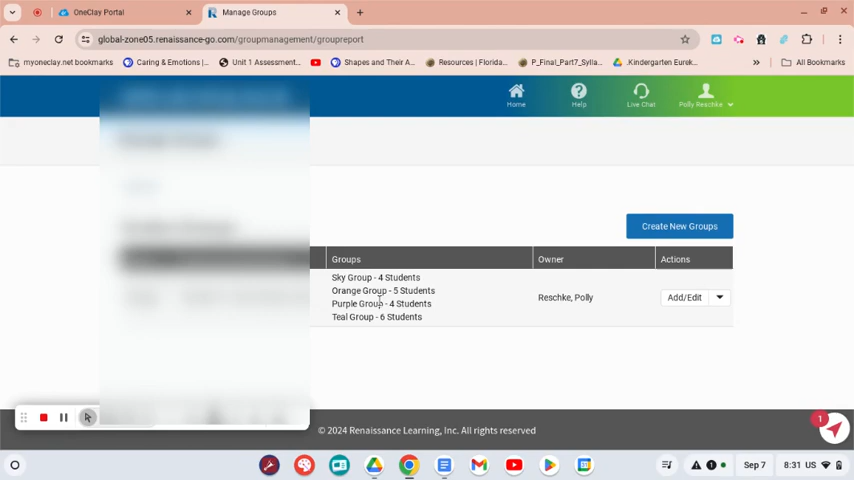 OneClay Portal
Manage Groups
global-zone05.renaissance-go.com/groupmanagement/groupreport
myoneclay.net bookmarks
Caring & Emotions |...
Unit 1 Assessment...
Shapes and Their A...
Resources | Florida...
P_Final_Part7_Sylla...
.Kindergarten Eurek...
All Bookmarks
Home
Help
Live Chat
Polly Reschke
Create New Groups
Groups
Owner
Actions
Sky Group - 4 Students
Orange Group - 5 Students
Purple Group - 4 Students
Teal Group - 6 Students
Reschke, Polly
Add/Edit
© 2024 Renaissance Learning, Inc. All rights reserved
1
1
Sep 7
8:31 US